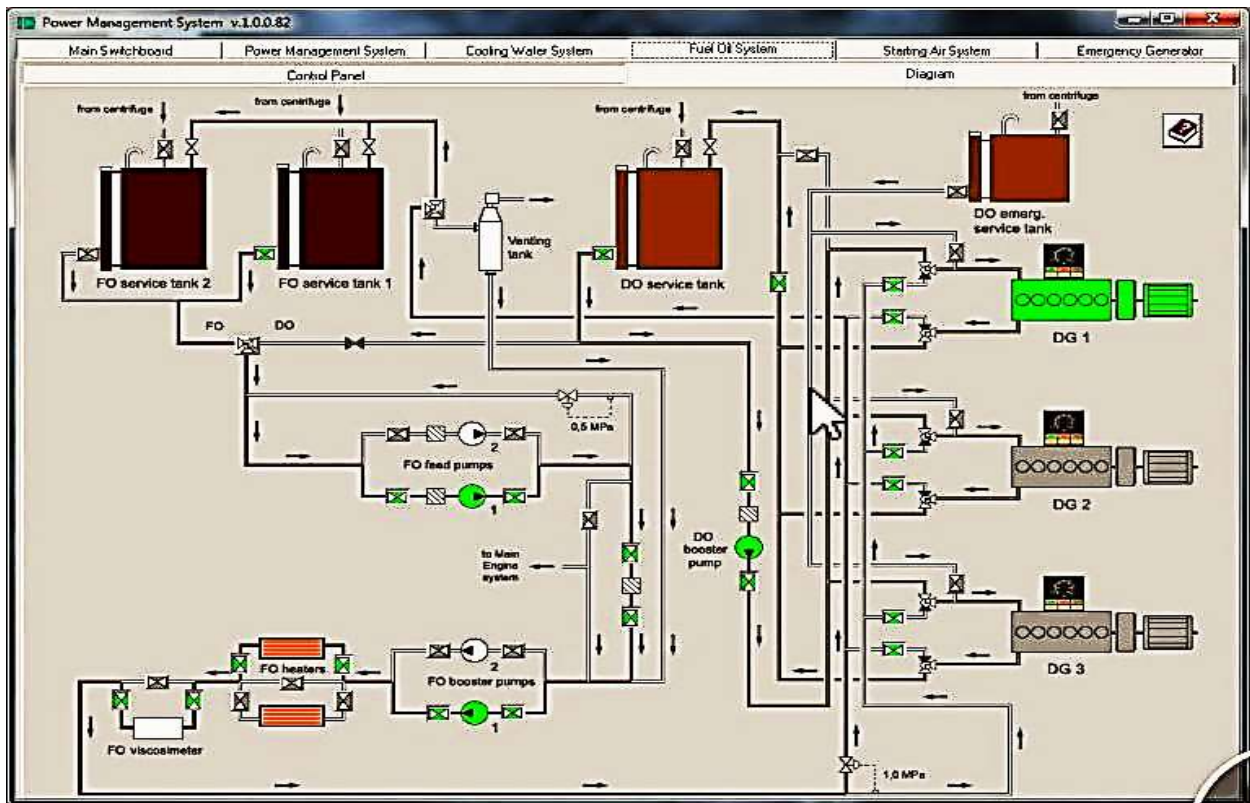 Power Management System v.1.0.0.82
Main Switchboard
Power Management System
Cooling Water System
Fuel Oil System
Starting Air System
Emergency Generator
Control Panel
Diagram
from centrifuge
from centrifuge
from centrifuge
from centrifuge
Venting
tank
DO emerg.
service tank
FO service tank 2
FO service tank 1
DO service tank
FO
DO
DG 1
0,5 MPa
2
FO feed pumps
1
DG 2
DO
booster
pump
to Main
Engine
system
FO heaters
2
FO booster pumps
1
DG 3
FO viscosimeter
1,0 MPa